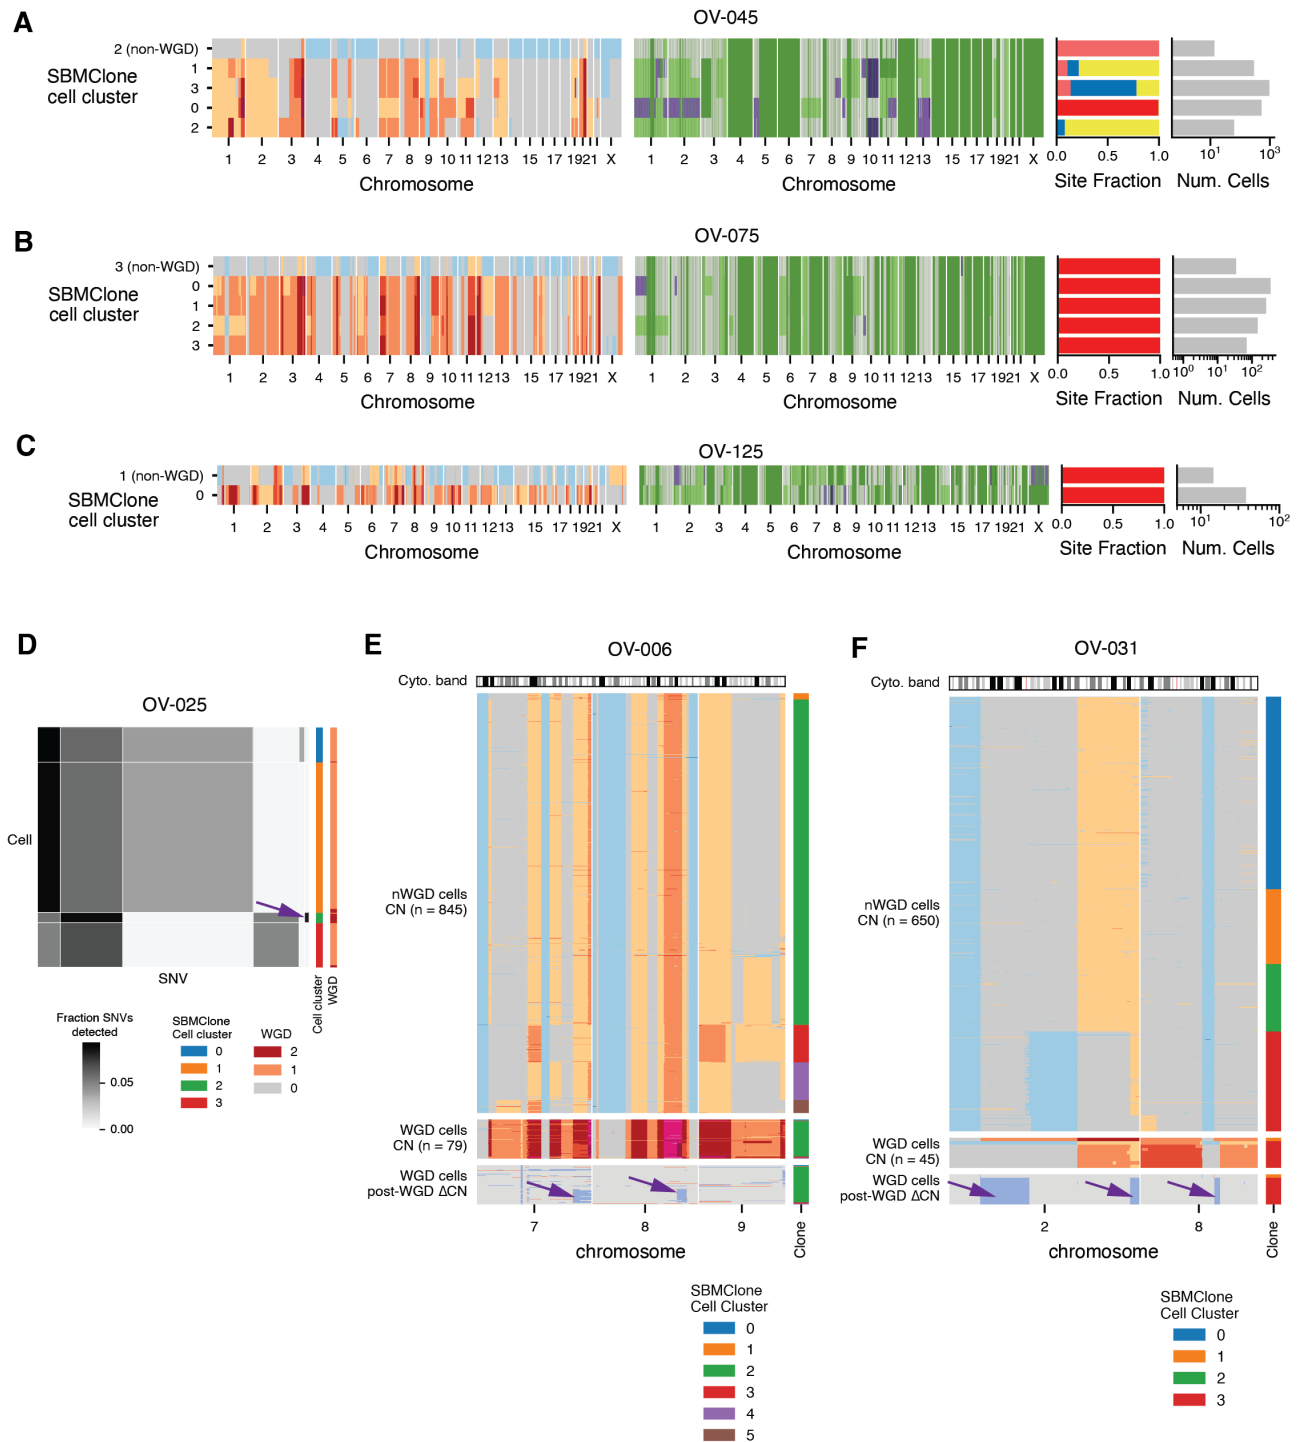 A
OV-045
2 (non-WGD)
1
3
0
2
SBMClone
cell cluster
1 2 3 4 5 6 7 8 9 10 11 12 13 15 17 19 21 X
Chromosome
1 2 3 4 5 6 7 8 9 10 11 12 13 15 17 19 21 X
Chromosome
0.0 0.5 1.0
Site Fraction
10¹ 10³
Num. Cells
B
OV-075
3 (non-WGD)
0
1
2
3
SBMClone
cell cluster
1 2 3 4 5 6 7 8 9 10 11 12 13 15 17 19 21 X
Chromosome
1 2 3 4 5 6 7 8 9 10 11 12 13 15 17 19 21 X
Chromosome
0.0 0.5 1.0
Site Fraction
10⁰ 10¹ 10²
Num. Cells
C
OV-125
1 (non-WGD)
0
SBMClone
cell cluster
1 2 3 4 5 6 7 8 9 10 11 12 13 15 17 19 21 X
Chromosome
1 2 3 4 5 6 7 8 9 10 11 12 13 15 17 19 21 X
Chromosome
0.0 0.5 1.0
Site Fraction
10¹ 10²
Num. Cells
D
OV-025
Cell
SNV
Cell cluster
WGD
Fraction SNVs
detected
0.05
0.00
SBMClone
Cell cluster
0
1
2
3
WGD
2
1
0
E
OV-006
Cyto. band
nWGD cells
CN (n = 845)
WGD cells
CN (n = 79)
WGD cells
post-WGD ΔCN
7 8 9
chromosome
Clone
SBMClone
Cell Cluster
0
1
2
3
4
5
F
OV-031
Cyto. band
nWGD cells
CN (n = 650)
WGD cells
CN (n = 45)
WGD cells
post-WGD ΔCN
2 8
chromosome
Clone
SBMClone
Cell Cluster
0
1
2
3